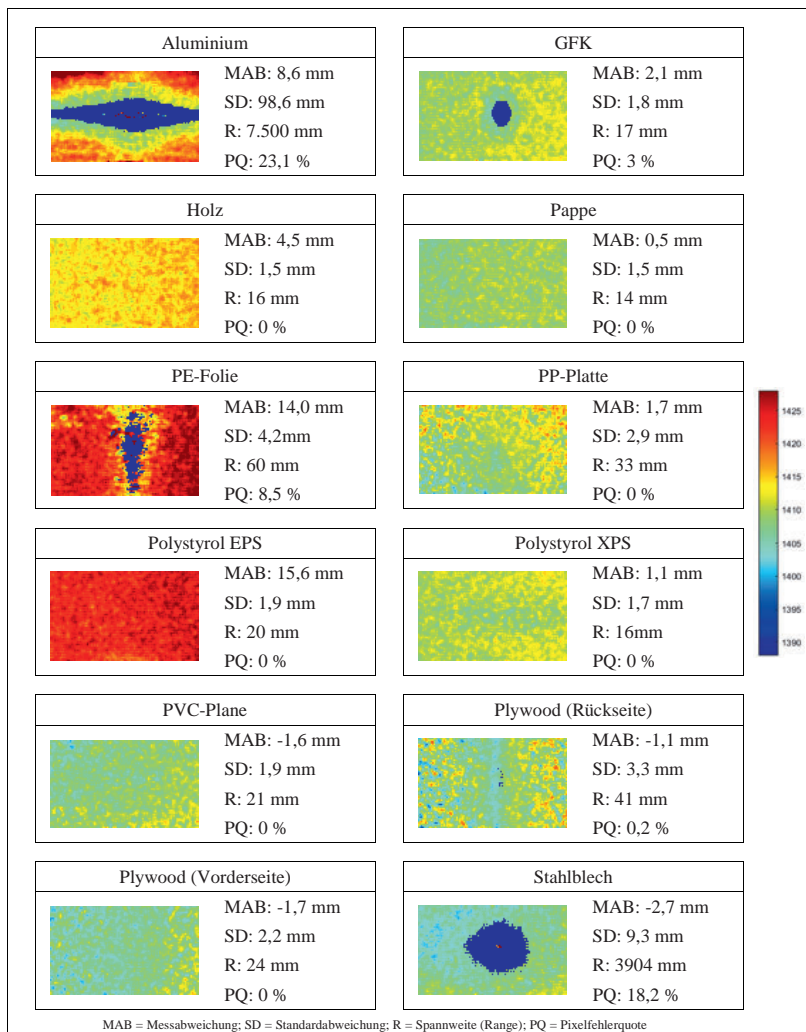 Aluminium
MAB: 8,6 mm
SD: 98,6 mm
R: 7.500 mm
PQ: 23,1 %
GFK
MAB: 2,1 mm
SD: 1,8 mm
R: 17 mm
PQ: 3 %
Holz
MAB: 4,5 mm
SD: 1,5 mm
R: 16 mm
PQ: 0 %
Pappe
MAB: 0,5 mm
SD: 1,5 mm
R: 14 mm
PQ: 0 %
PE-Folie
MAB: 14,0 mm
SD: 4,2mm
R: 60 mm
PQ: 8,5 %
PP-Platte
MAB: 1,7 mm
SD: 2,9 mm
R: 33 mm
PQ: 0 %
Polystyrol EPS
MAB: 15,6 mm
SD: 1,9 mm
R: 20 mm
PQ: 0 %
Polystyrol XPS
MAB: 1,1 mm
SD: 1,7 mm
R: 16mm
PQ: 0 %
PVC-Plane
MAB: -1,6 mm
SD: 1,9 mm
R: 21 mm
PQ: 0 %
Plywood (Rückseite)
MAB: -1,1 mm
SD: 3,3 mm
R: 41 mm
PQ: 0,2 %
Plywood (Vorderseite)
MAB: -1,7 mm
SD: 2,2 mm
R: 24 mm
PQ: 0 %
Stahlblech
MAB: -2,7 mm
SD: 9,3 mm
R: 3904 mm
PQ: 18,2 %
1425
1420
1415
1410
1405
1400
1395
1390
MAB = Messabweichung; SD = Standardabweichung; R = Spannweite (Range); PQ = Pixelfehlerquote